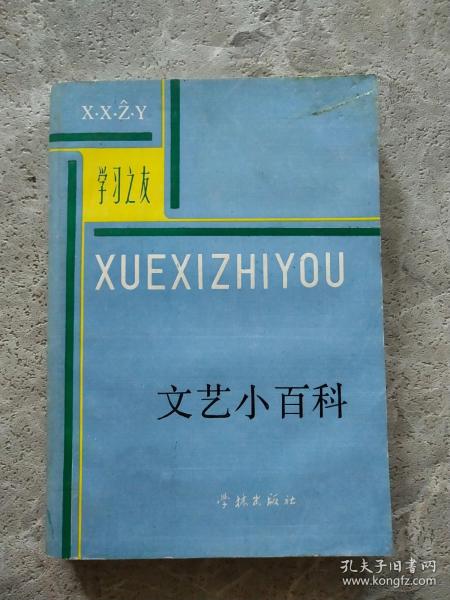 X·X·Ẑ·Y
学习之友
XUEXIZHIYOU
文艺小百科
学林出版社
孔夫子旧书网
www.kongfz.com